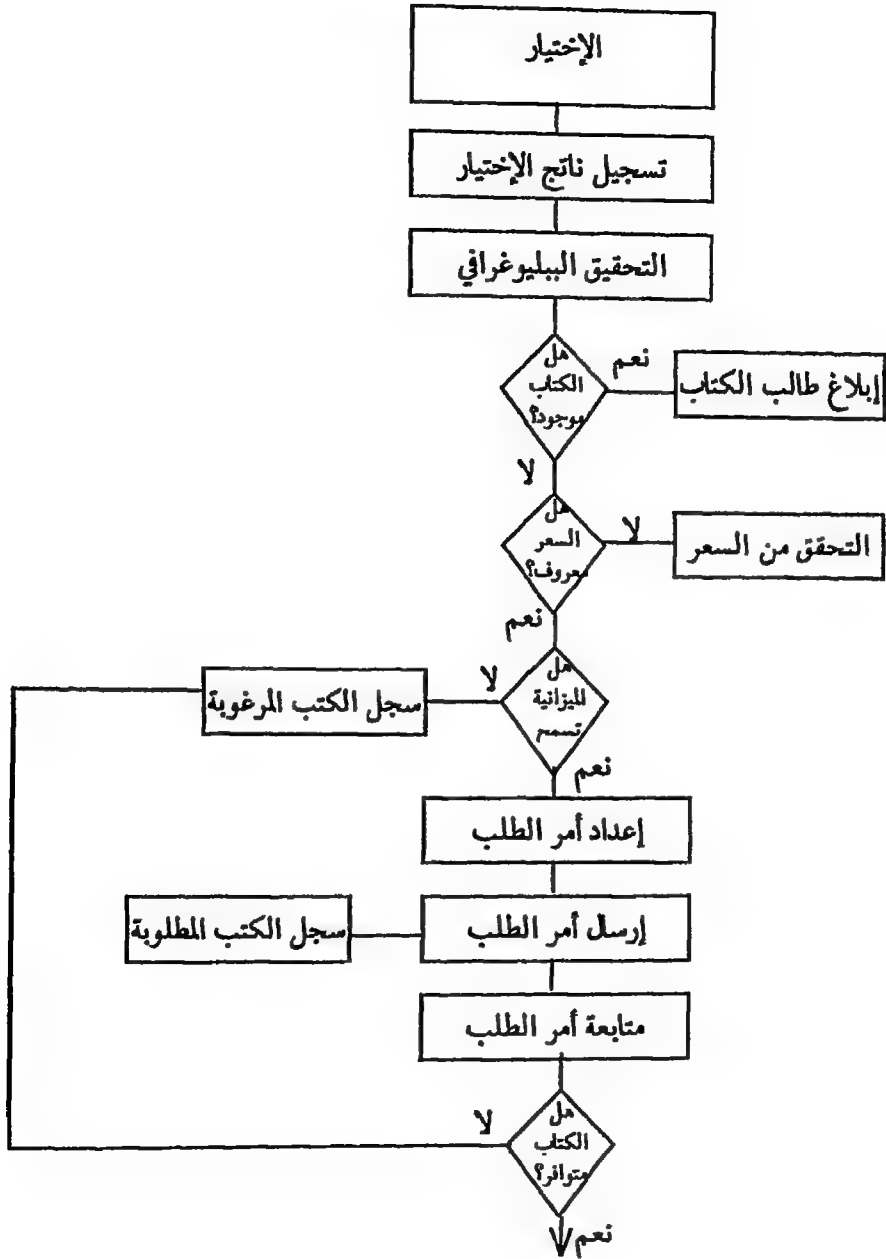 الإختيار
تسجيل ناتج الإختيار
التحقيق الببليوغرافي
هل
الكتاب
موجود؟
نعم
إبلاغ طالب الكتاب
لا
هل
السعر
معروف؟
لا
التحقق من السعر
نعم
هل
الميزانية
تسمح
لا
سجل الكتب المرغوبة
نعم
إعداد أمر الطلب
إرسال أمر الطلب
سجل الكتب المطلوبة
متابعة أمر الطلب
هل
الكتاب
متوافر؟
لا
نعم